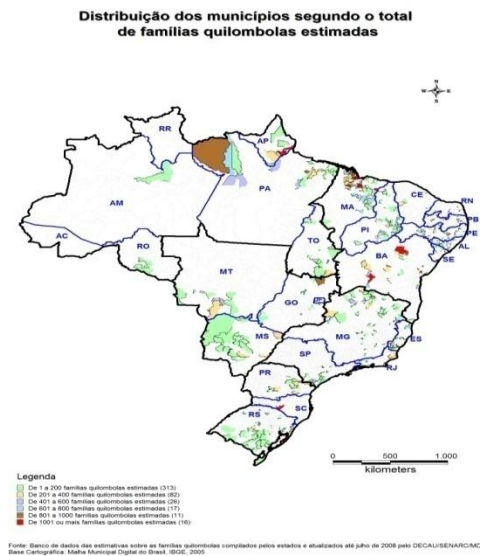 Distribuição dos municípios segundo o total
de famílias quilombolas estimadas
N
W E
S
RR
AP
AM
PA
MA
CE
RN
PB
PE
AL
SE
PI
AC
RO
TO
BA
MT
GO
MG
ES
MS
SP
RJ
PR
SC
RS
0 500 1.000
kilometers
Legenda
De 1 a 200 famílias quilombolas estimadas (313)
De 201 a 400 famílias quilombolas estimadas (82)
De 401 a 600 famílias quilombolas estimadas (26)
De 601 a 800 famílias quilombolas estimadas (17)
De 801 a 1000 famílias quilombolas estimadas (11)
De 1001 ou mais famílias quilombolas estimadas (16)
Fonte: Banco de dados das estimativas sobre as famílias quilombolas compilados pelos estados e atualizados até julho de 2008 pelo DECAU/SENARC/MD
Base Cartográfica: Malha Municipal Digital do Brasil, IBGE, 2005